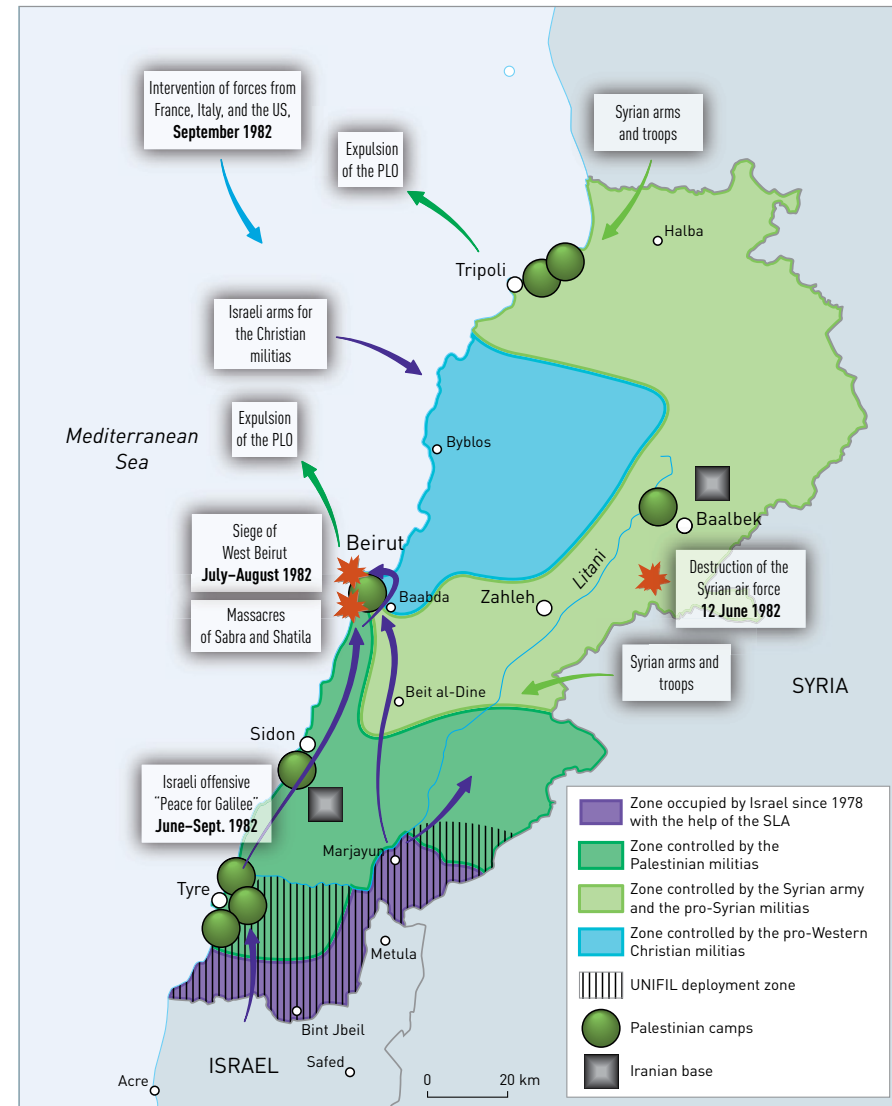 Intervention of forces from
France, Italy, and the US,
September 1982
Syrian arms
and troops
Expulsion
of the PLO
Halba
Tripoli
Israeli arms for
the Christian
militias
Expulsion
of the PLO
Mediterranean
Sea
Byblos
Baalbek
Siege of
West Beirut
July–August 1982
Beirut
Litani
Destruction of the
Syrian air force
12 June 1982
Massacres
of Sabra and Shatila
Baabda
Zahleh
Syrian arms and
troops
SYRIA
Beit al-Dine
Sidon
Israeli offensive
"Peace for Galilee"
June–Sept. 1982
Marjayun
Tyre
Metula
Bint Jbeil
ISRAEL
Safed
Acre
0 20 km
Zone occupied by Israel since 1978
with the help of the SLA
Zone controlled by the
Palestinian militias
Zone controlled by the Syrian army
and the pro-Syrian militias
Zone controlled by the pro-Western
Christian militias
UNIFIL deployment zone
Palestinian camps
Iranian base